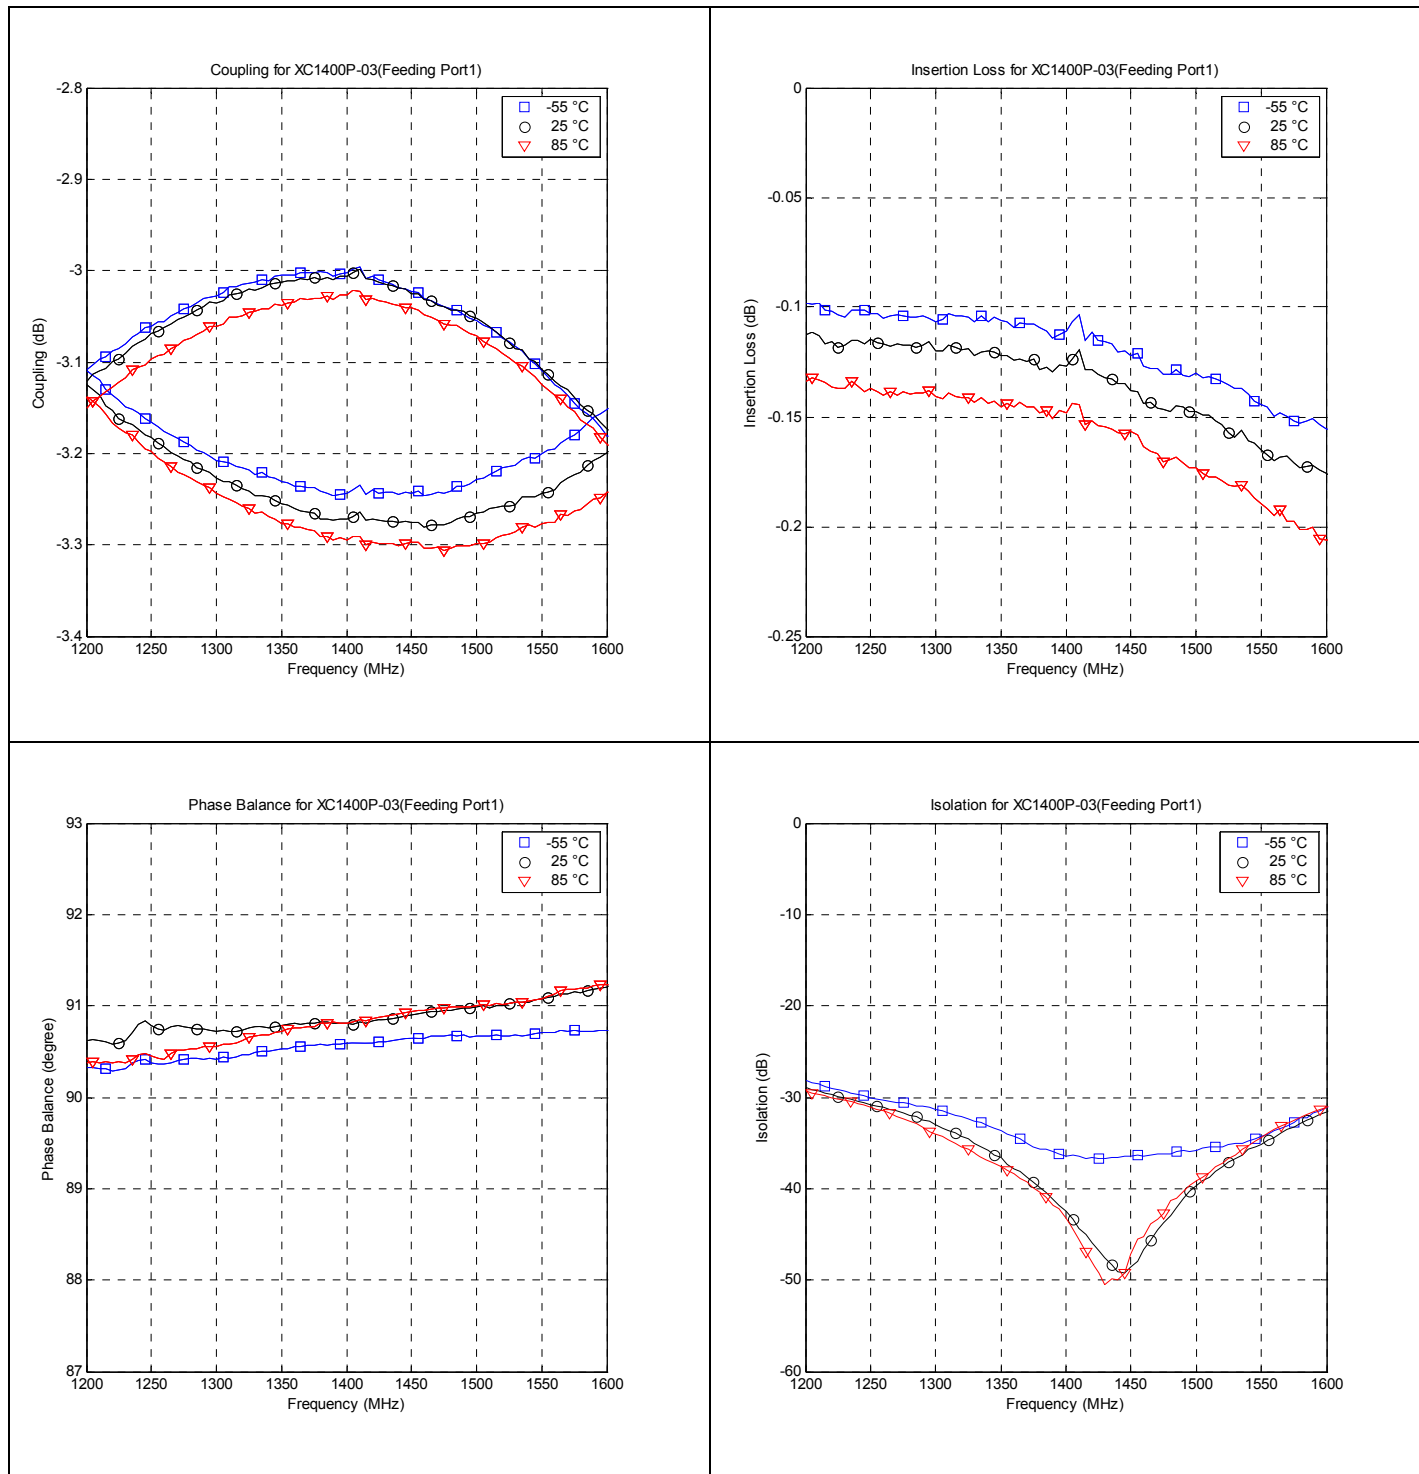 Coupling for XC1400P-03(Feeding Port1)
-2.8
-2.9
-3
-3.1
-3.2
-3.3
-3.4
Coupling (dB)
-55 °C
25 °C
85 °C
1200 1250 1300 1350 1400 1450 1500 1550 1600
Frequency (MHz)
Insertion Loss for XC1400P-03(Feeding Port1)
0
-0.05
-0.1
-0.15
-0.2
-0.25
Insertion Loss (dB)
-55 °C
25 °C
85 °C
1200 1250 1300 1350 1400 1450 1500 1550 1600
Frequency (MHz)
Phase Balance for XC1400P-03(Feeding Port1)
93
92
91
90
89
88
87
Phase Balance (degree)
-55 °C
25 °C
85 °C
1200 1250 1300 1350 1400 1450 1500 1550 1600
Frequency (MHz)
Isolation for XC1400P-03(Feeding Port1)
0
-10
-20
-30
-40
-50
-60
Isolation (dB)
-55 °C
25 °C
85 °C
1200 1250 1300 1350 1400 1450 1500 1550 1600
Frequency (MHz)